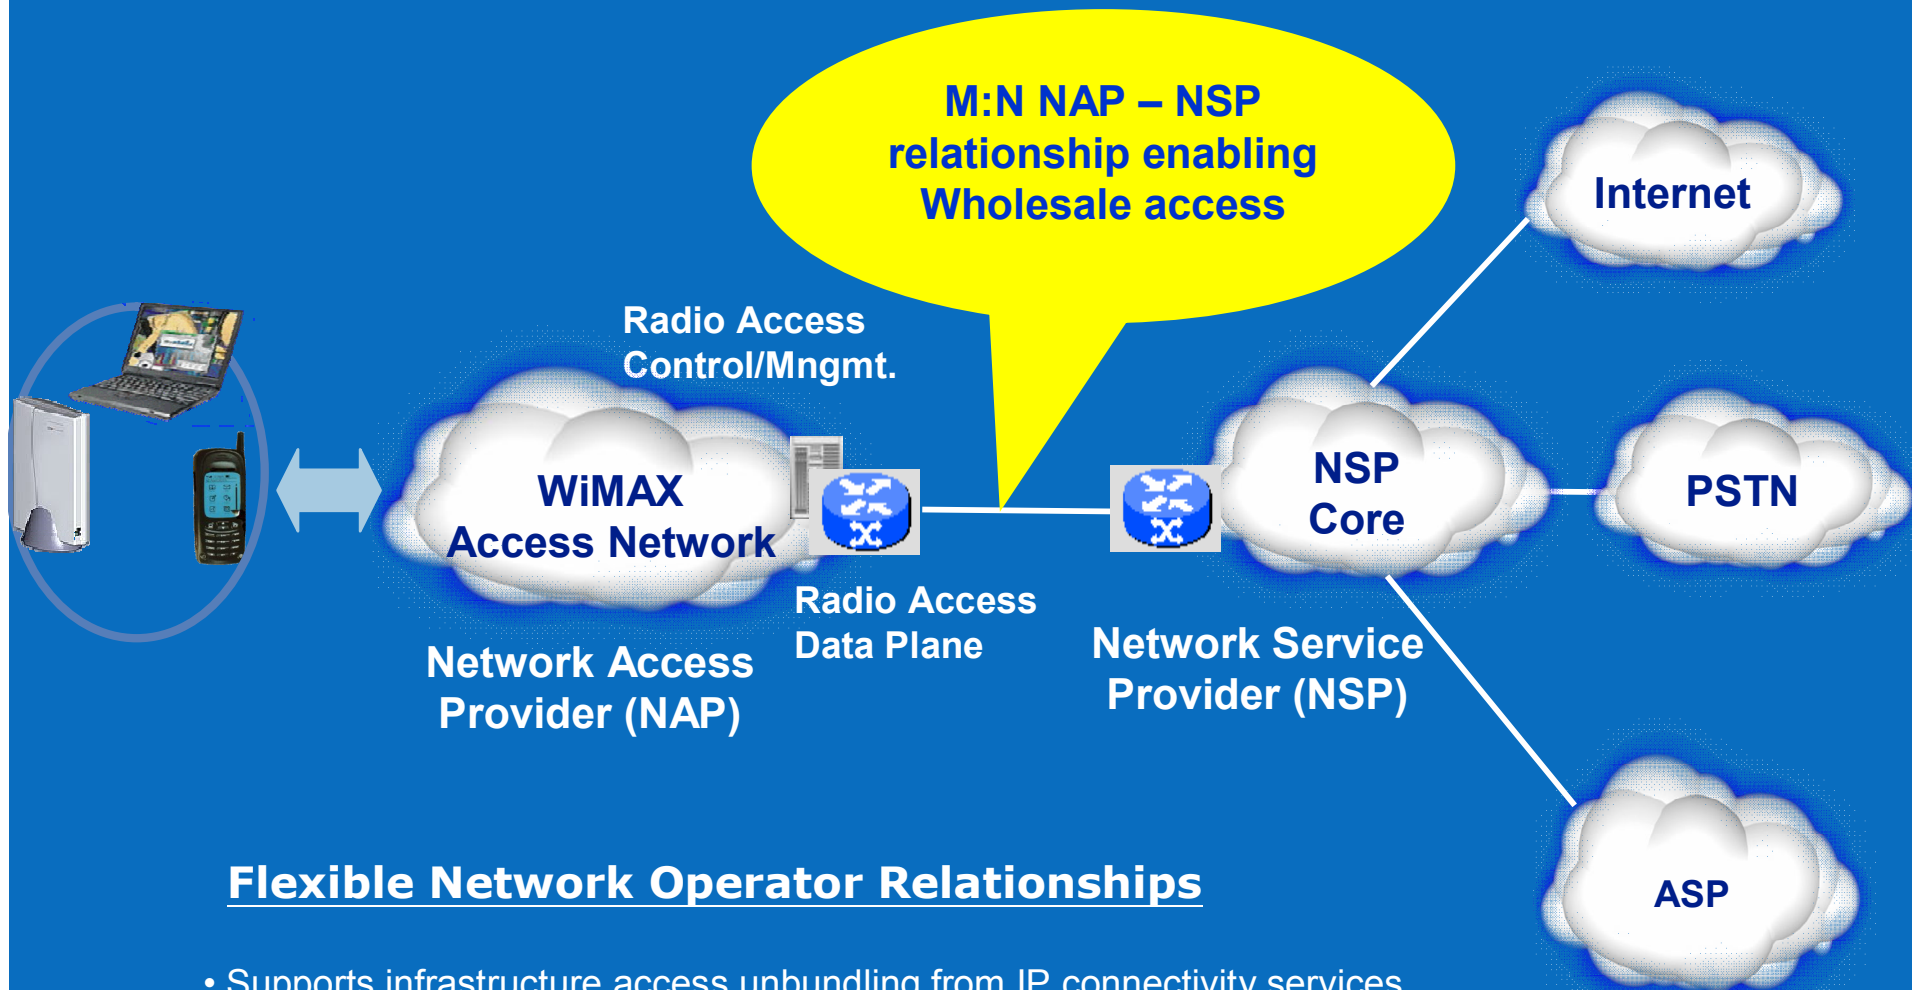 M:N NAP – NSP
relationship enabling
Wholesale access
Internet
Radio Access
Control/Mngmt.
WiMAX
Access Network
NSP
Core
PSTN
Radio Access
Data Plane
Network Access
Provider (NAP)
Network Service
Provider (NSP)
ASP
Flexible Network Operator Relationships
• Supports infrastructure access unbundling from IP connectivity services